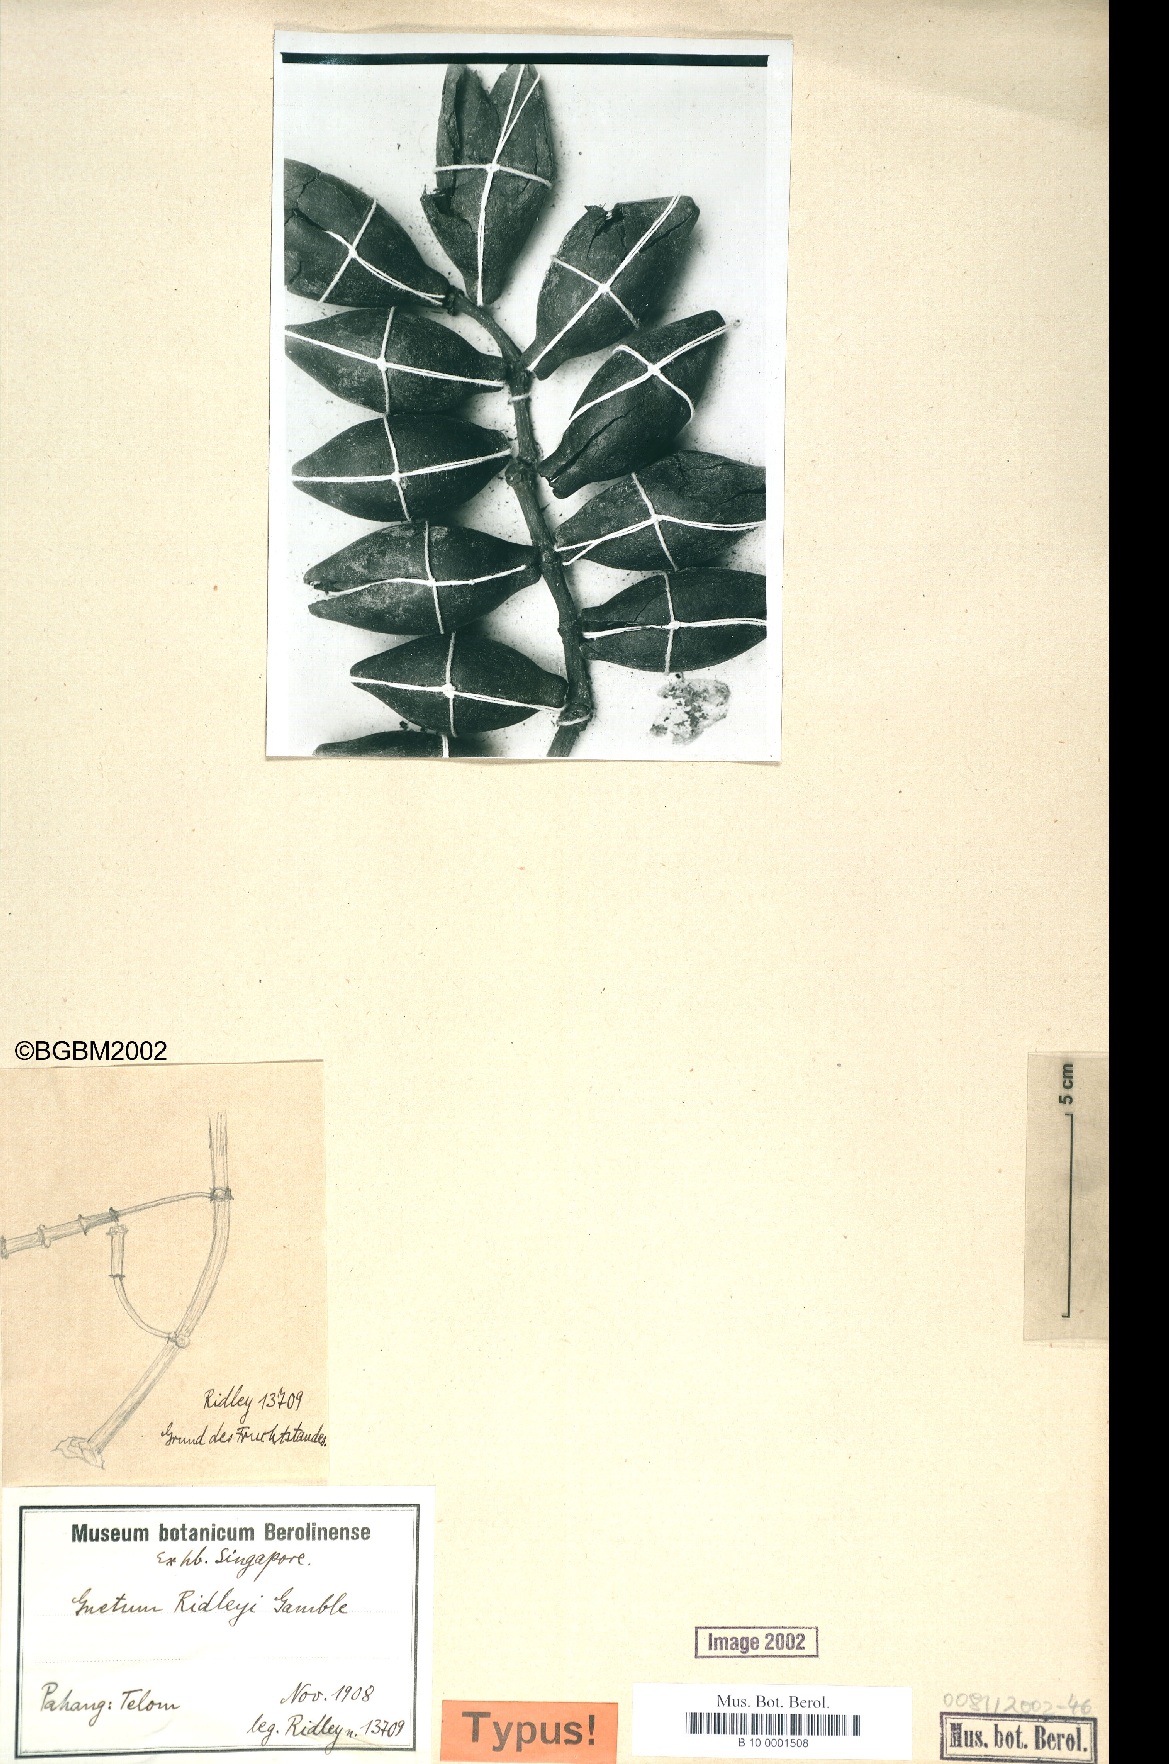 ©BGBM2002
5 cm
Ridley 13709
Grund des Fruchtstandes.
Museum botanicum Berolinense
Ex hb. Singapore.
Gnetum Ridleyi Gamble
Pahang: Telom
Nov. 1908
leg. Ridley n. 13709
Image 2002
Typus!
Mus. Bot. Berol.
B 10 0001508
0081/2002-46
Mus. bot. Berol.